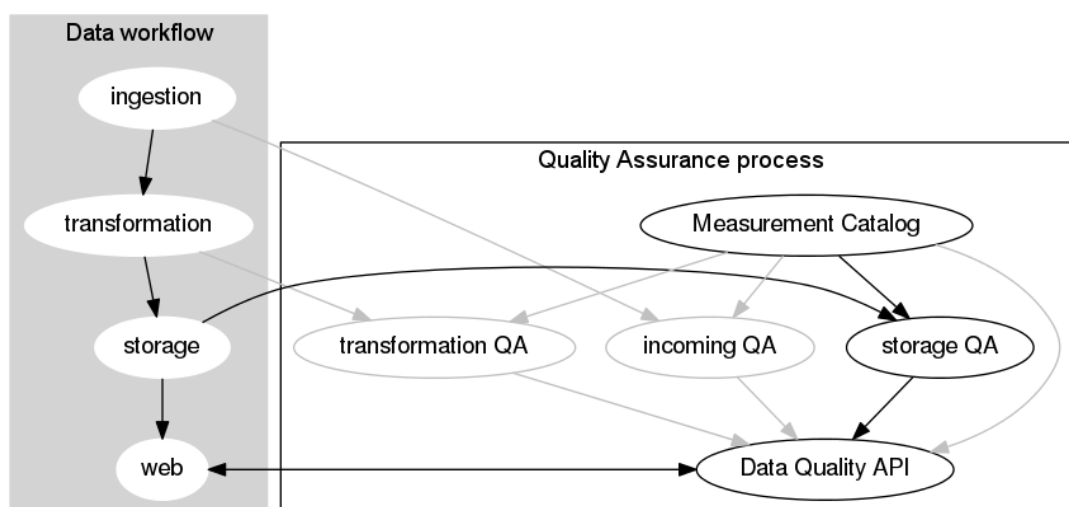 Data workflow
ingestion
Quality Assurance process
transformation
Measurement Catalog
storage
transformation QA
incoming QA
storage QA
web
Data Quality API